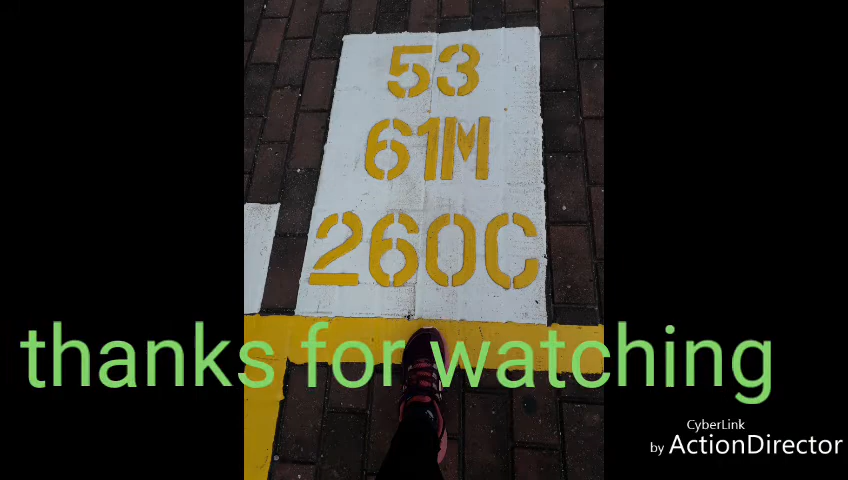 53
61M
260C
thanks for watching
CyberLink
by ActionDirector